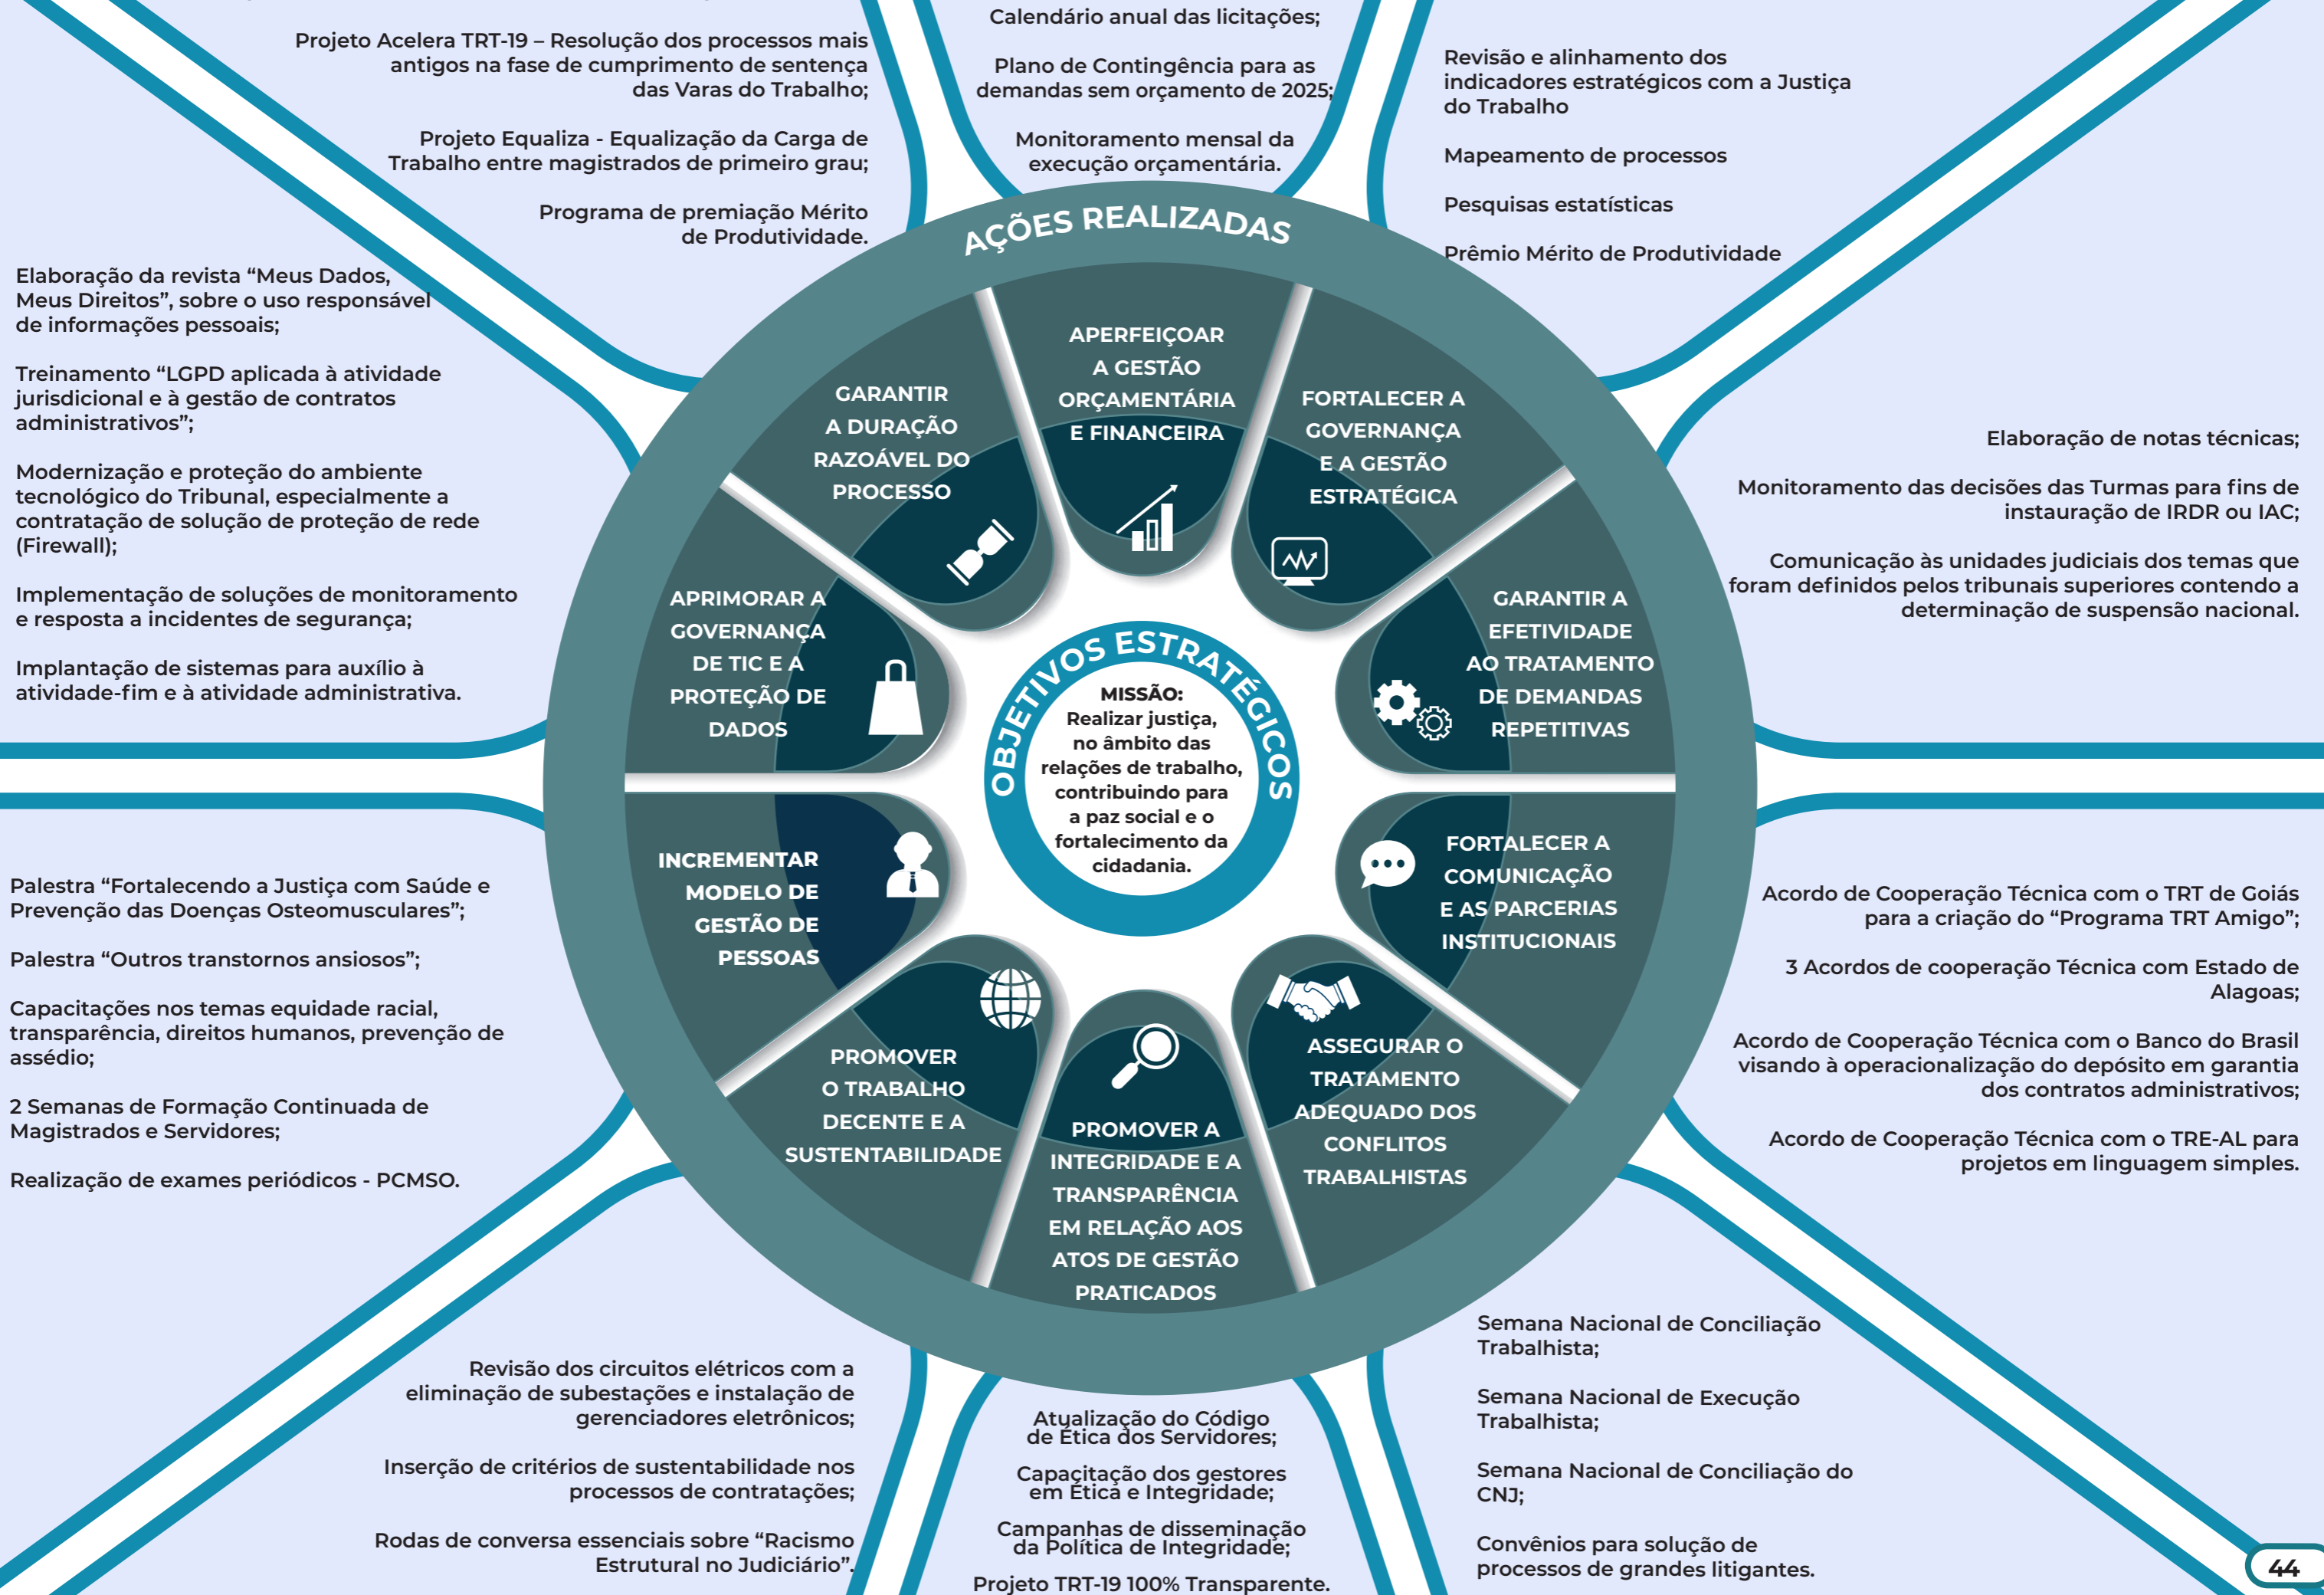 Projeto Acelera TRT-19 – Resolução dos processos mais
antigos na fase de cumprimento de sentença
das Varas do Trabalho;
Projeto Equaliza - Equalização da Carga de
Trabalho entre magistrados de primeiro grau;
Programa de premiação Mérito
de Produtividade.
Calendário anual das licitações;
Plano de Contingência para as
demandas sem orçamento de 2025;
Monitoramento mensal da
execução orçamentária.
Revisão e alinhamento dos
indicadores estratégicos com a Justiça
do Trabalho
Mapeamento de processos
Pesquisas estatísticas
Prêmio Mérito de Produtividade
Elaboração da revista “Meus Dados,
Meus Direitos”, sobre o uso responsável
de informações pessoais;
Treinamento “LGPD aplicada à atividade
jurisdicional e à gestão de contratos
administrativos”;
Modernização e proteção do ambiente
tecnológico do Tribunal, especialmente a
contratação de solução de proteção de rede
(Firewall);
Implementação de soluções de monitoramento
e resposta a incidentes de segurança;
Implantação de sistemas para auxílio à
atividade-fim e à atividade administrativa.
Elaboração de notas técnicas;
Monitoramento das decisões das Turmas para fins de
instauração de IRDR ou IAC;
Comunicação às unidades judiciais dos temas que
foram definidos pelos tribunais superiores contendo a
determinação de suspensão nacional.
AÇÕES REALIZADAS
GARANTIR
A DURAÇÃO
RAZOÁVEL DO
PROCESSO
APERFEIÇOAR
A GESTÃO
ORÇAMENTÁRIA
E FINANCEIRA
FORTALECER A
GOVERNANÇA
E A GESTÃO
ESTRATÉGICA
APRIMORAR A
GOVERNANÇA
DE TIC E A
PROTEÇÃO DE
DADOS
GARANTIR A
EFETIVIDADE
AO TRATAMENTO
DE DEMANDAS
REPETITIVAS
OBJETIVOS ESTRATÉGICOS
MISSÃO:
Realizar justiça,
no âmbito das
relações de trabalho,
contribuindo para
a paz social e o
fortalecimento da
cidadania.
INCREMENTAR
MODELO DE
GESTÃO DE
PESSOAS
FORTALECER A
COMUNICAÇÃO
E AS PARCERIAS
INSTITUCIONAIS
PROMOVER
O TRABALHO
DECENTE E A
SUSTENTABILIDADE
PROMOVER A
INTEGRIDADE E A
TRANSPARÊNCIA
EM RELAÇÃO AOS
ATOS DE GESTÃO
PRATICADOS
ASSEGURAR O
TRATAMENTO
ADEQUADO DOS
CONFLITOS
TRABALHISTAS
Palestra “Fortalecendo a Justiça com Saúde e
Prevenção das Doenças Osteomusculares”;
Palestra “Outros transtornos ansiosos”;
Capacitações nos temas equidade racial,
transparência, direitos humanos, prevenção de
assédio;
2 Semanas de Formação Continuada de
Magistrados e Servidores;
Realização de exames periódicos - PCMSO.
Acordo de Cooperação Técnica com o TRT de Goiás
para a criação do “Programa TRT Amigo”;
3 Acordos de cooperação Técnica com Estado de
Alagoas;
Acordo de Cooperação Técnica com o Banco do Brasil
visando à operacionalização do depósito em garantia
dos contratos administrativos;
Acordo de Cooperação Técnica com o TRE-AL para
projetos em linguagem simples.
Revisão dos circuitos elétricos com a
eliminação de subestações e instalação de
gerenciadores eletrônicos;
Inserção de critérios de sustentabilidade nos
processos de contratações;
Rodas de conversa essenciais sobre “Racismo
Estrutural no Judiciário”.
Atualização do Código
de Ética dos Servidores;
Capacitação dos gestores
em Ética e Integridade;
Campanhas de disseminação
da Política de Integridade;
Projeto TRT-19 100% Transparente.
Semana Nacional de Conciliação
Trabalhista;
Semana Nacional de Execução
Trabalhista;
Semana Nacional de Conciliação do
CNJ;
Convênios para solução de
processos de grandes litigantes.
44